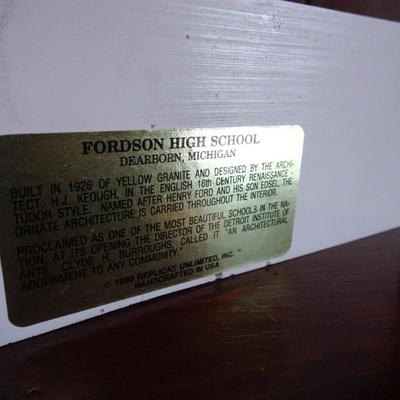 FORDSON HIGH SCHOOL
DEARBORN, MICHIGAN
BUILT IN 1926 OF YELLOW GRANITE AND DESIGNED BY THE ARCHI-
TECT, H.J. KEOUGH, IN THE ENGLISH 16TH CENTURY RENAISSANCE -
TUDOR STYLE. NAMED AFTER HENRY FORD AND HIS SON EDSEL, THE
ORNATE ARCHITECTURE IS CARRIED THROUGHOUT THE INTERIOR.
PROCLAIMED AS ONE OF THE MOST BEAUTIFUL SCHOOLS IN THE NA-
TION, AT ITS OPENING THE DIRECTOR OF THE DETROIT INSTITUTE OF
ARTS, CLYDE H. BURROUGHS, CALLED IT "AN ARCHITECTURAL
ADORNMENT TO ANY COMMUNITY."
© 1990 REPLICAS UNLIMITED, INC.
HANDCRAFTED IN USA